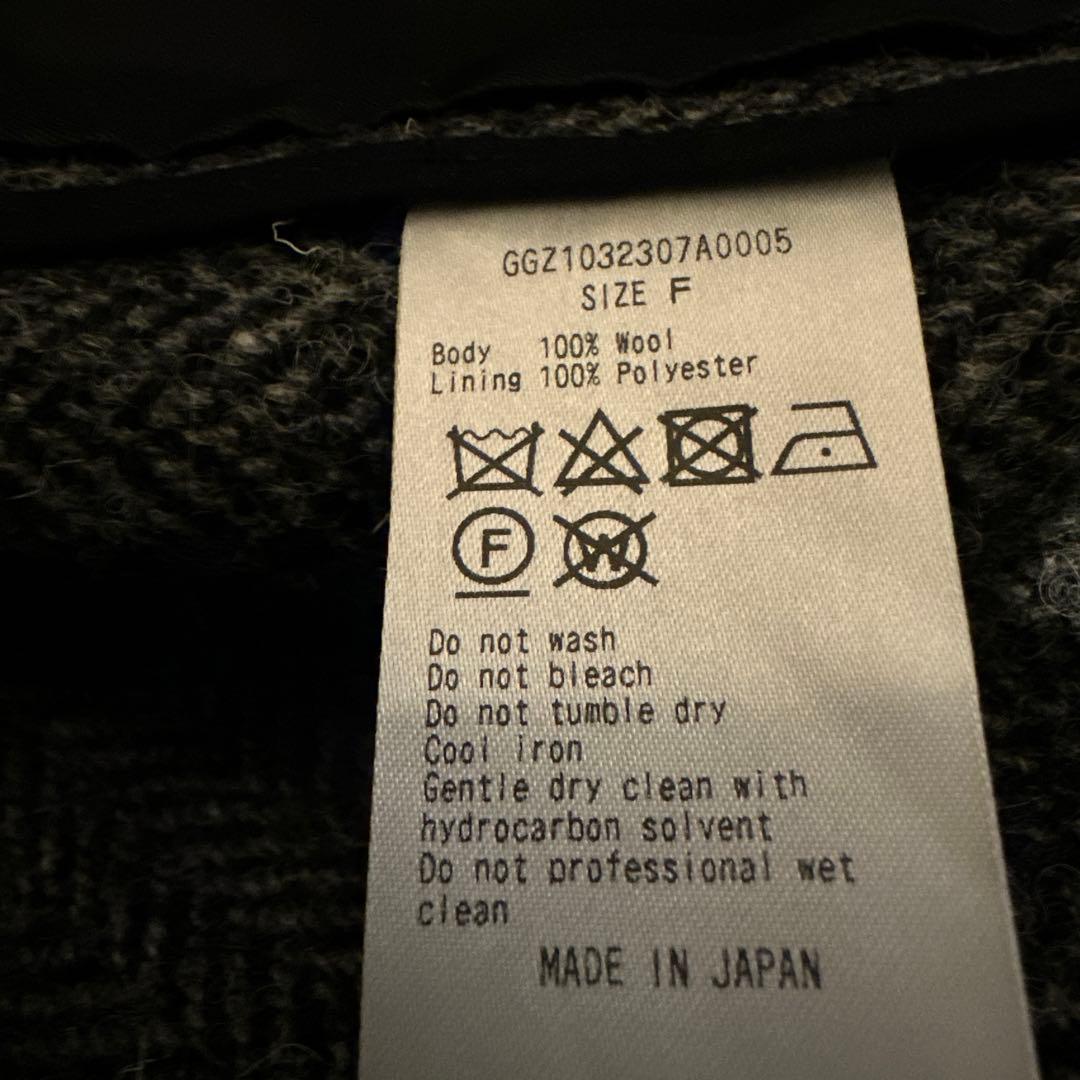 GGZ1032307A0005
SIZE F
Body 100% Wool
Lining 100% Polyester
F W
Do not wash
Do not bleach
Do not tumble dry
Cool iron
Gentle dry clean with
hydrocarbon solvent
Do not professional wet
clean
MADE IN JAPAN